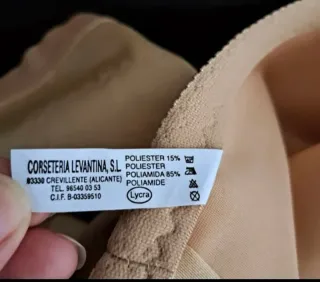 CORSETERIA LEVANTINA, S.L.
03330 CREVILLENTE (ALICANTE)
TEL. 96540 03 53
C.I.F. B-03359510
POLIESTER 15%
POLYESTER
POLIAMIDA 85%
POLIAMIDE
Lycra